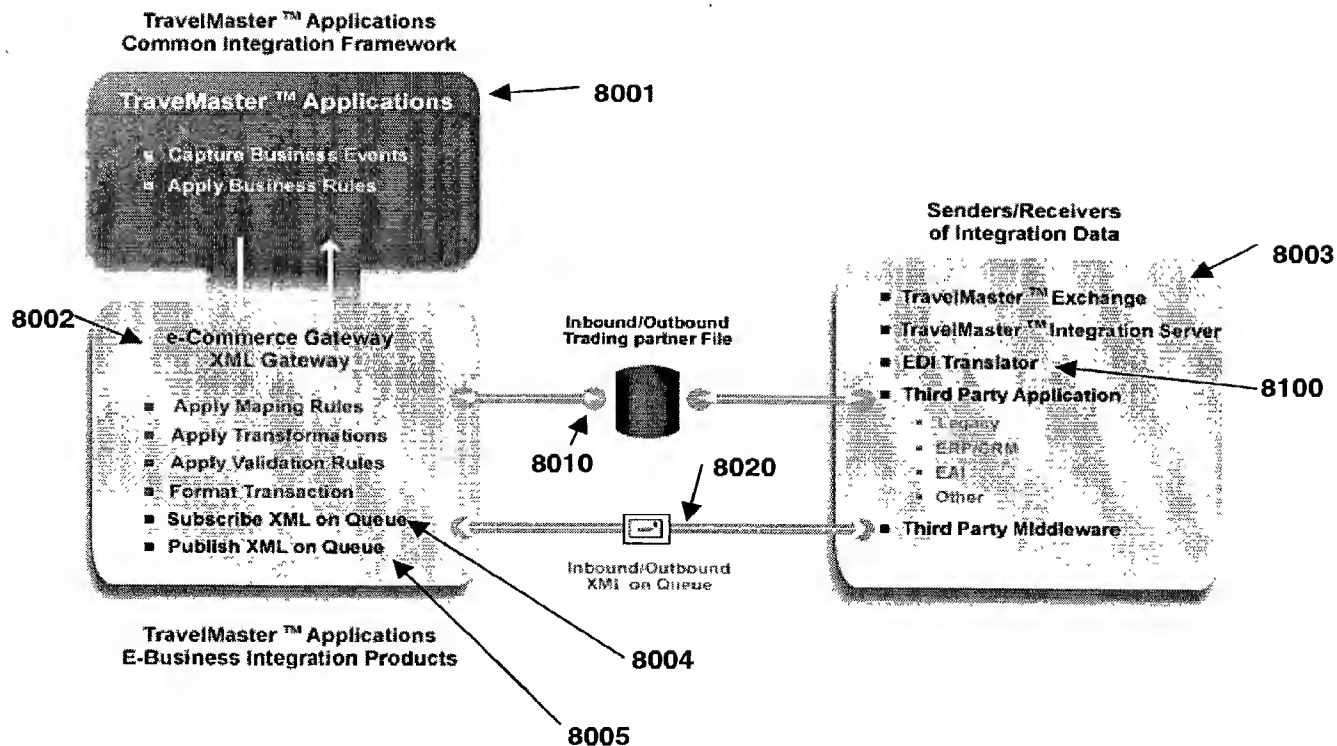 TravelMaster ™ Applications
Common Integration Framework
TravelMaster ™ Applications
8001
▪ Capture Business Events
▪ Apply Business Rules
Senders/Receivers
of Integration Data
8003
▪ TravelMaster ™ Exchange
▪ TravelMaster ™ Integration Server
▪ EDI Translator
8100
▪ Third Party Application
▪ Legacy
▪ ERP/CRM
▪ EAI
▪ Other
▪ Third Party Middleware
8002
e-Commerce Gateway
XML Gateway
▪ Apply Maping Rules
▪ Apply Transformations
▪ Apply Validation Rules
▪ Format Transaction
▪ Subscribe XML on Queue
▪ Publish XML on Queue
Inbound/Outbound
Trading partner File
8010
8020
Inbound/Outbound
XML on Queue
TravelMaster ™ Applications
E-Business Integration Products
8004
8005